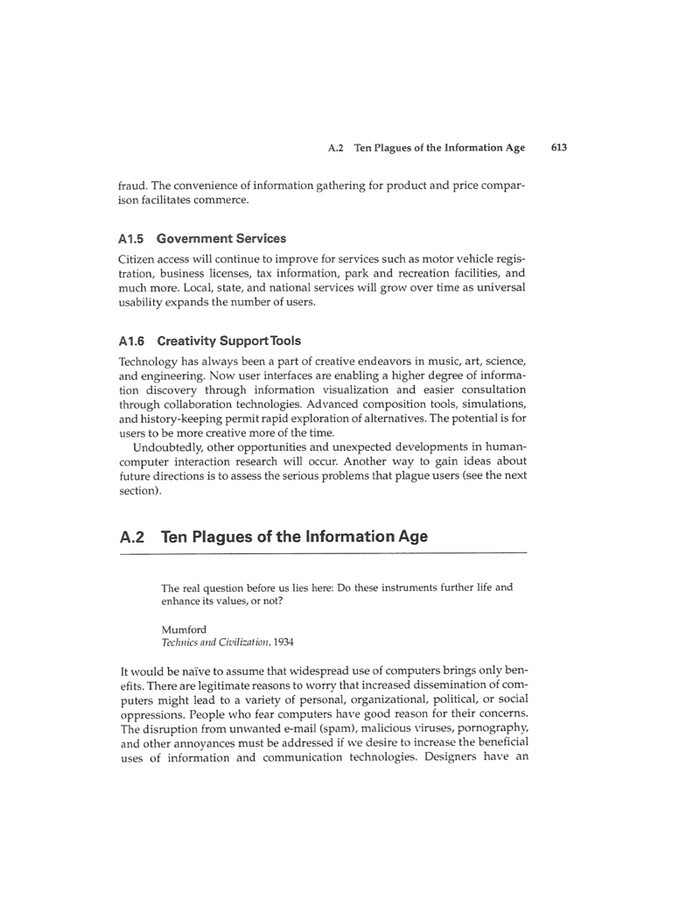 A.2 Ten Plagues of the Information Age 613
fraud. The convenience of information gathering for product and price compar-
ison facilitates commerce.
A1.5 Government Services
Citizen access will continue to improve for services such as motor vehicle regis-
tration, business licenses, tax information, park and recreation facilities, and
much more. Local, state, and national services will grow over time as universal
usability expands the number of users.
A1.6 Creativity Support Tools
Technology has always been a part of creative endeavors in music, art, science,
and engineering. Now user interfaces are enabling a higher degree of informa-
tion discovery through information visualization and easier consultation
through collaboration technologies. Advanced composition tools, simulations,
and history-keeping permit rapid exploration of alternatives. The potential is for
users to be more creative more of the time.
Undoubtedly, other opportunities and unexpected developments in human-
computer interaction research will occur. Another way to gain ideas about
future directions is to assess the serious problems that plague users (see the next
section).
A.2 Ten Plagues of the Information Age
The real question before us lies here: Do these instruments further life and
enhance its values, or not?
Mumford
Technics and Civilization, 1934
It would be naïve to assume that widespread use of computers brings only ben-
efits. There are legitimate reasons to worry that increased dissemination of com-
puters might lead to a variety of personal, organizational, political, or social
oppressions. People who fear computers have good reason for their concerns.
The disruption from unwanted e-mail (spam), malicious viruses, pornography,
and other annoyances must be addressed if we desire to increase the beneficial
uses of information and communication technologies. Designers have an